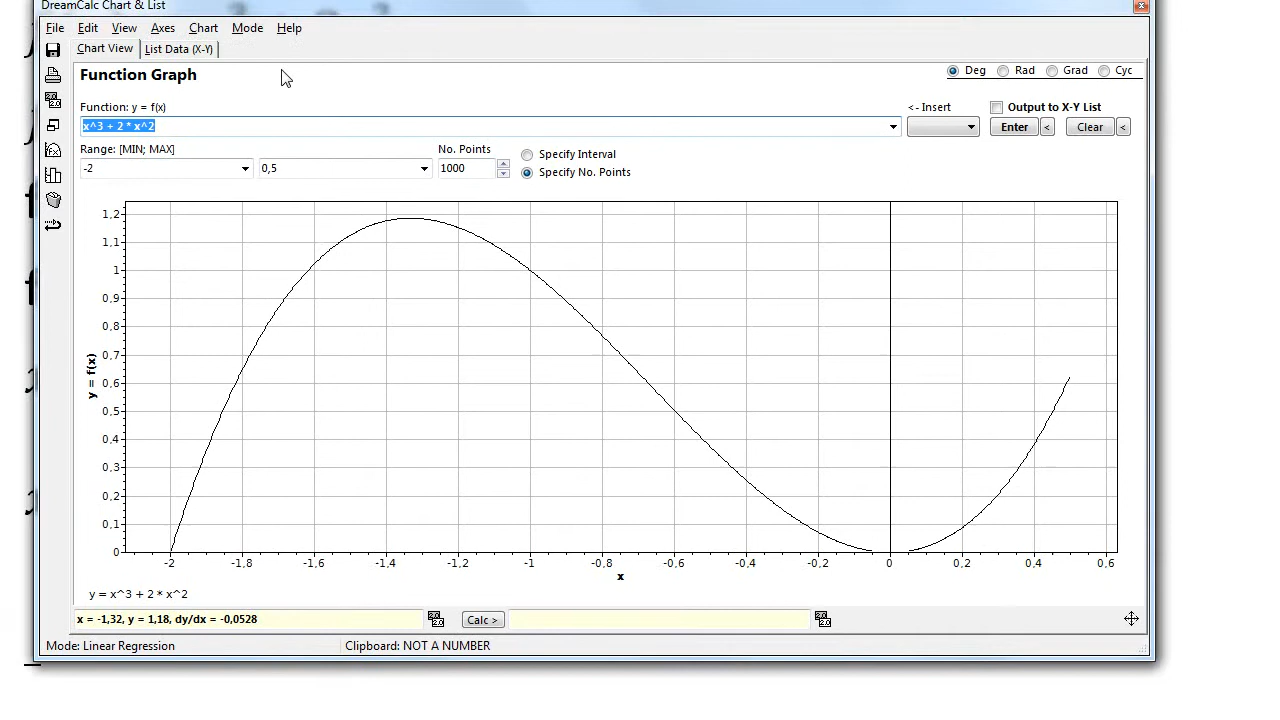 DreamCalc Chart & List
File Edit View Axes Chart Mode Help
Chart View List Data (X-Y)
Function Graph
Deg Rad Grad Cyc
Function: y = f(x)
<- Insert
Output to X-Y List
x^3 + 2 * x^2
Enter < Clear <
Range: [MIN; MAX]
No. Points
Specify Interval
-2 0,5 1000
Specify No. Points
1,2
1,1
1
0,9
0,8
0,7
0,6
0,5
0,4
0,3
0,2
0,1
0
y = f(x)
-2 -1,8 -1,6 -1,4 -1,2 -1 -0,8 -0,6 -0,4 -0,2 0 0,2 0,4 0,6
x
y = x^3 + 2 * x^2
x = -1,32, y = 1,18, dy/dx = -0,0528
Calc >
Mode: Linear Regression
Clipboard: NOT A NUMBER